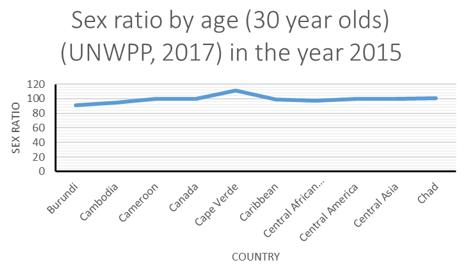 Sex ratio by age (30 year olds)
(UNWPP, 2017) in the year 2015
SEX RATIO
120
100
80
60
40
20
0
Burundi
Cambodia
Cameroon
Canada
Cape Verde
Caribbean
Central African...
Central America
Central Asia
Chad
COUNTRY